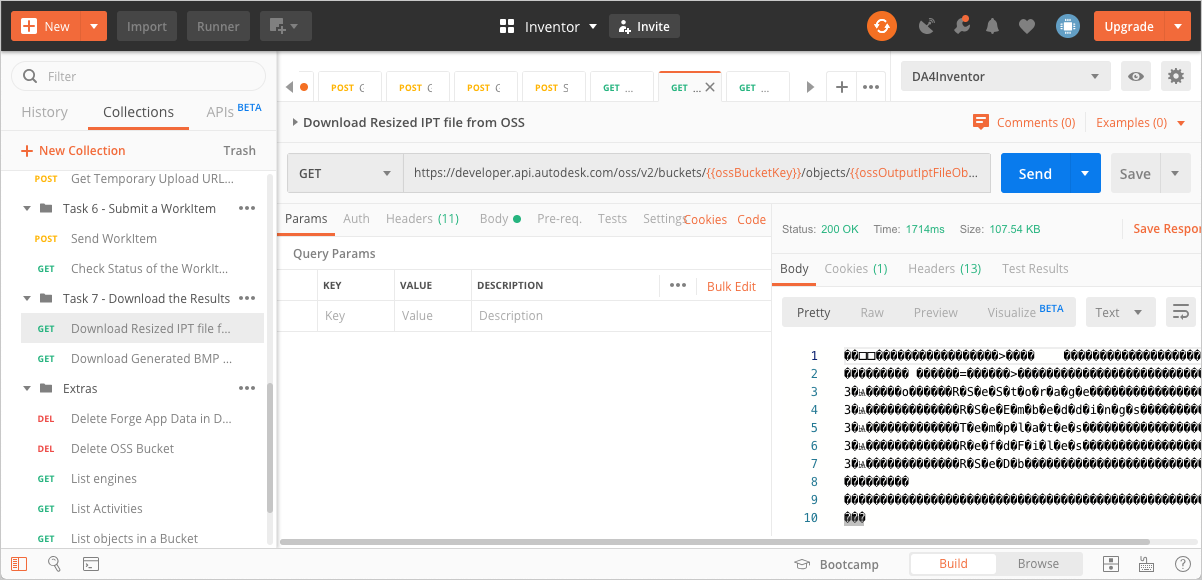 New
Import
Runner
Inventor
Invite
Upgrade
Filter
History
Collections
APIs BETA
New Collection
Trash
POST Get Temporary Upload URL...
Task 6 - Submit a WorkItem
POST Send WorkItem
GET Check Status of the WorkIt...
Task 7 - Download the Results
GET Download Resized IPT file f...
GET Download Generated BMP ...
Extras
DEL Delete Forge App Data in D...
DEL Delete OSS Bucket
GET List engines
GET List Activities
GET List objects in a Bucket
POST C
POST C
POST C
POST S
GET ...
GET ...
GET ...
DA4Inventor
Download Resized IPT file from OSS
Comments (0)
Examples (0)
GET
https://developer.api.autodesk.com/oss/v2/buckets/{{ossBucketKey}}/objects/{{ossOutputIptFileOb...
Send
Save
Params
Auth
Headers (11)
Body
Pre-req.
Tests
Settings
Cookies
Code
Query Params
KEY
VALUE
DESCRIPTION
Bulk Edit
Key
Value
Description
Status: 200 OK
Time: 1714ms
Size: 107.54 KB
Save Respon
Body
Cookies (1)
Headers (13)
Test Results
Pretty
Raw
Preview
Visualize BETA
Text
1
2
3
4
5
6
7
8
9
10
Bootcamp
Build
Browse